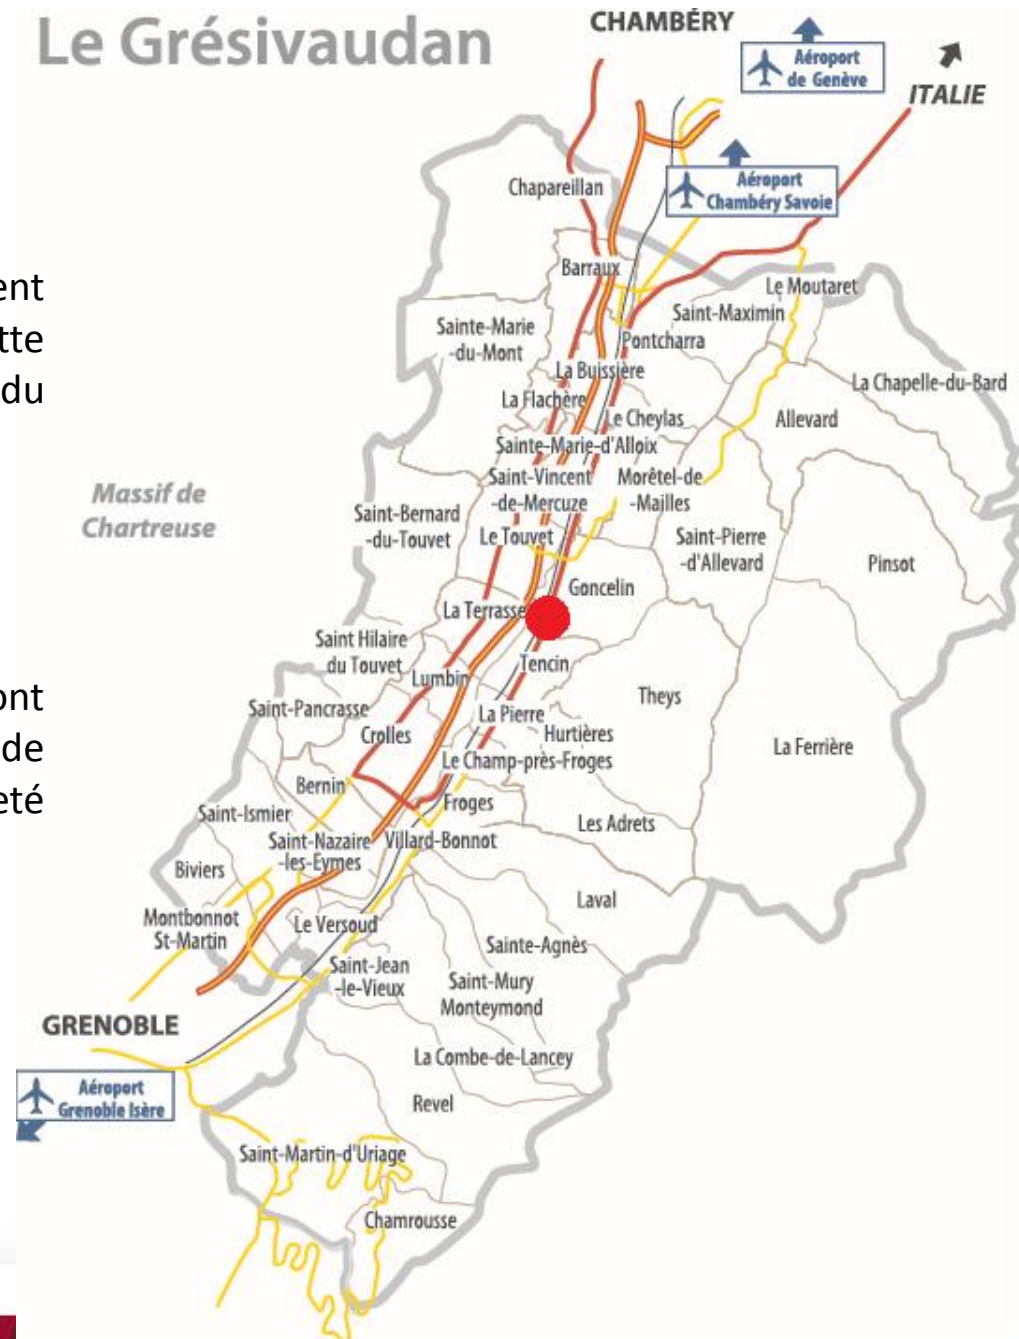 Le Grésivaudan
CHAMBÉRY
Aéroport
de Genève
ITALIE
Aéroport
Chambéry Savoie
Chapareillan
ent
tte
du
Barraux
Le Moutaret
Saint-Maximin
Sainte-Marie
-du-Mont
Pontcharra
La Buissière
La Chapelle-du-Bard
La Flachère
Le Cheylas
Allevard
Sainte-Marie-d'Alloix
Saint-Vincent
-de-Mercuze
Morêtel-de-
-Mailles
Massif de
Chartreuse
Saint-Bernard
-du-Touvet
Le Touvet
Saint-Pierre
-d'Allevard
Pinsot
Goncelin
La Terrasse
Saint Hilaire
du Touvet
Tencin
Lumbin
Theys
ont
de
eté
Saint-Pancrasse
La Pierre
Hurtières
Crolles
La Ferrière
Le Champ-près-Froges
Bernin
Froges
Saint-Ismier
Les Adrets
Saint-Nazaire
-les-Eymes
Villard-Bonnot
Biviers
Laval
Montbonnot
St-Martin
Le Versoud
Sainte-Agnès
Saint-Jean
-le-Vieux
Saint-Mury
Monteymond
GRENOBLE
La Combe-de-Lancey
Aéroport
Grenoble Isère
Revel
Saint-Martin-d'Uriage
Chamrousse